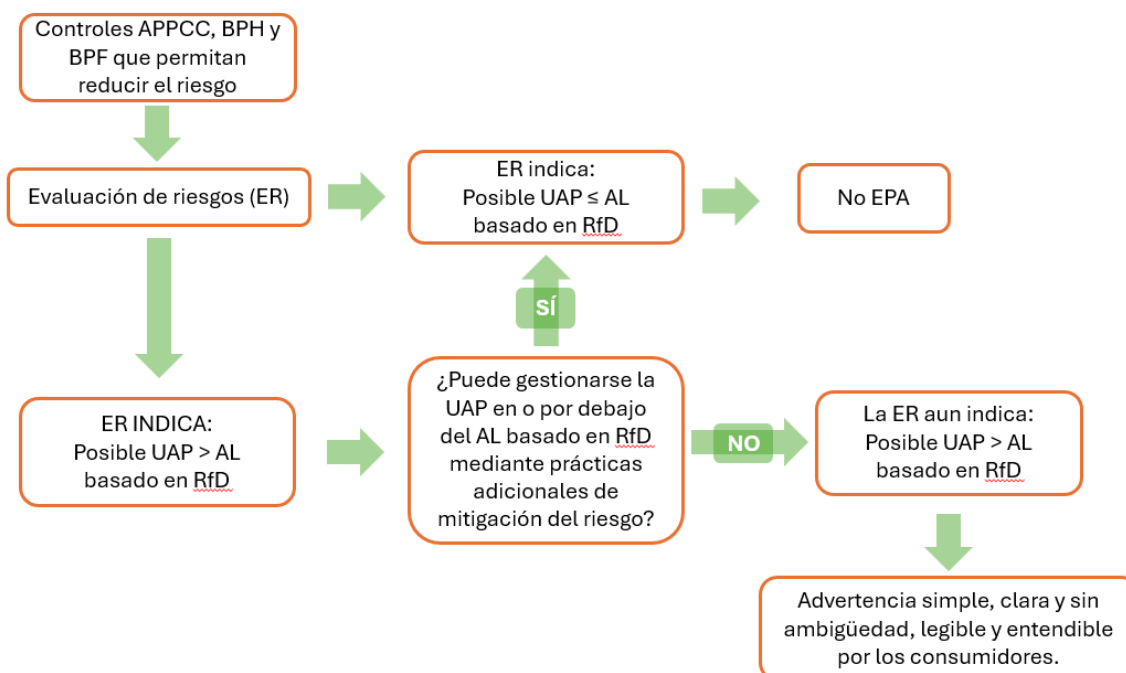 Controles APPCC, BPH y
BPF que permitan
reducir el riesgo
Evaluación de riesgos (ER)
ER indica:
Posible UAP ≤ AL
basado en RfD
No EPA
SÍ
ER INDICA:
Posible UAP > AL
basado en RfD
¿Puede gestionarse la
UAP en o por debajo
del AL basado en RfD
mediante prácticas
adicionales de
mitigación del riesgo?
NO
La ER aun indica:
Posible UAP > AL
basado en RfD
Advertencia simple, clara y sin
ambigüedad, legible y entendible
por los consumidores.